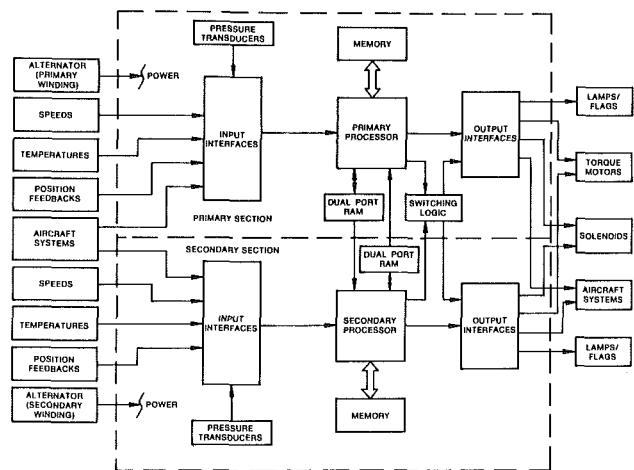 PRESSURE
TRANSDUCERS
MEMORY
ALTERNATOR
(PRIMARY
WINDING)
POWER
LAMPS/
FLAGS
SPEEDS
INPUT
INTERFACES
PRIMARY
PROCESSOR
OUTPUT
INTERFACES
TEMPERATURES
TORQUE
MOTORS
POSITION
FEEDBACKS
DUAL PORT
RAM
SWITCHING
LOGIC
PRIMARY SECTION
AIRCRAFT
SYSTEMS
SOLENOIDS
SECONDARY SECTION
DUAL PORT
RAM
SPEEDS
INPUT
INTERFACES
SECONDARY
PROCESSOR
OUTPUT
INTERFACES
AIRCRAFT
SYSTEMS
TEMPERATURES
POSITION
FEEDBACKS
LAMPS/
FLAGS
ALTERNATOR
(SECONDARY
WINDING)
POWER
MEMORY
PRESSURE
TRANSDUCERS